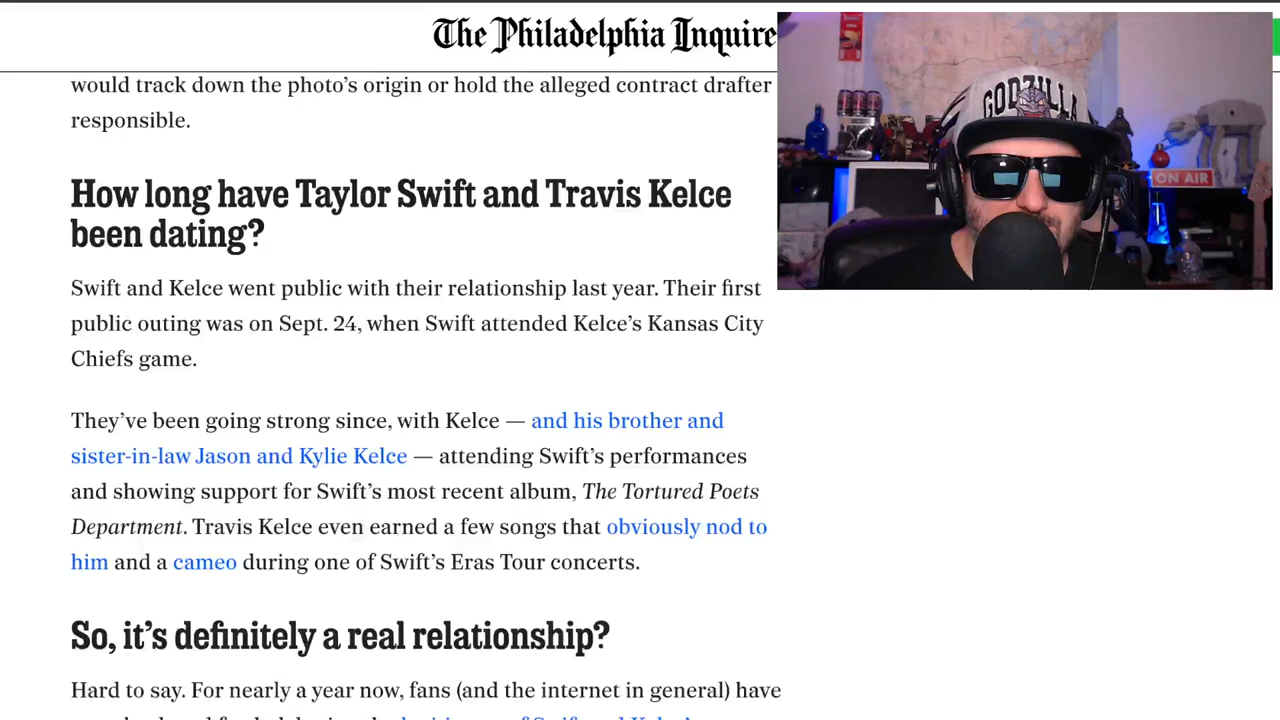 The Philadelphia Inquire
would track down the photo's origin or hold the alleged contract drafter
responsible.
How long have Taylor Swift and Travis Kelce
been dating?
Swift and Kelce went public with their relationship last year. Their first
public outing was on Sept. 24, when Swift attended Kelce's Kansas City
Chiefs game.
They've been going strong since, with Kelce — and his brother and
sister-in-law Jason and Kylie Kelce — attending Swift's performances
and showing support for Swift's most recent album, The Tortured Poets
Department. Travis Kelce even earned a few songs that obviously nod to
him and a cameo during one of Swift's Eras Tour concerts.
So, it's definitely a real relationship?
Hard to say. For nearly a year now, fans (and the internet in general) have
GODZILLA
ON AIR